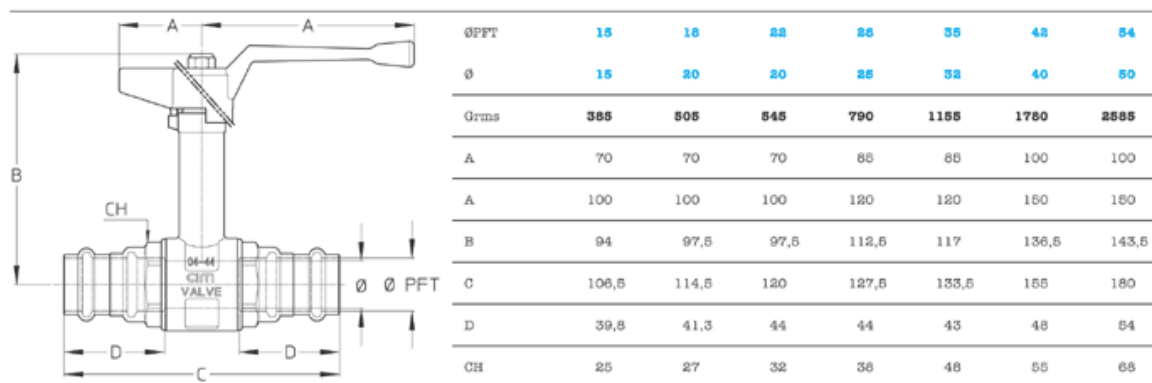 A A
B
CH
04-44
cim
VALVE
Ø Ø PFT
D D
C
ØPFT 15 18 22 28 35 42 54
Ø 15 20 20 25 32 40 50
Grms 385 505 545 790 1155 1780 2585
A 70 70 70 85 85 100 100
A 100 100 100 120 120 150 150
B 94 97,5 97,5 112,5 117 136,5 143,5
C 106,5 114,5 120 127,5 133,5 155 180
D 39,8 41,3 44 44 43 48 54
CH 25 27 32 38 48 55 68